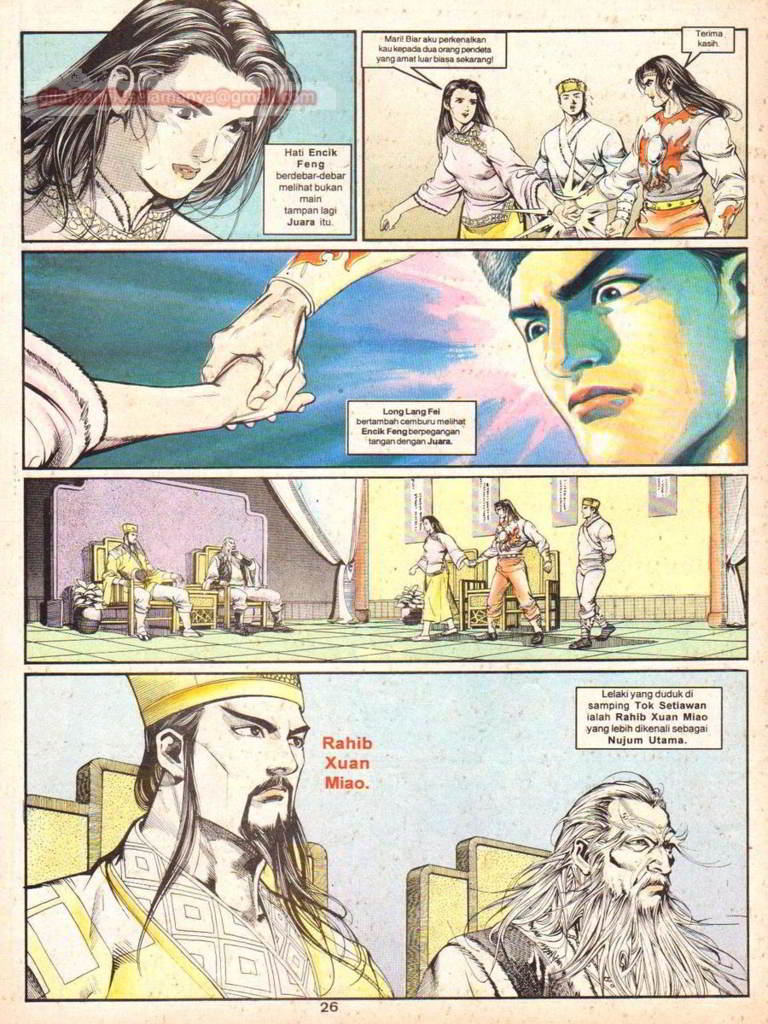 Hati Encik
Feng
berdebar-debar
melihat bukan
main
tampan lagi
Juara itu.
Mari! Biar aku perkenalkan
kau kepada dua orang pendeta
yang amat luar biasa sekarang!
Terima
kasih.
Long Lang Fei
bertambah cemburu melihat
Encik Feng berpegangan
tangan dengan Juara.
Rahib
Xuan
Miao.
Lelaki yang duduk di
samping Tok Setiawan
ialah Rahib Xuan Miao
yang lebih dikenali sebagai
Nujum Utama.
26